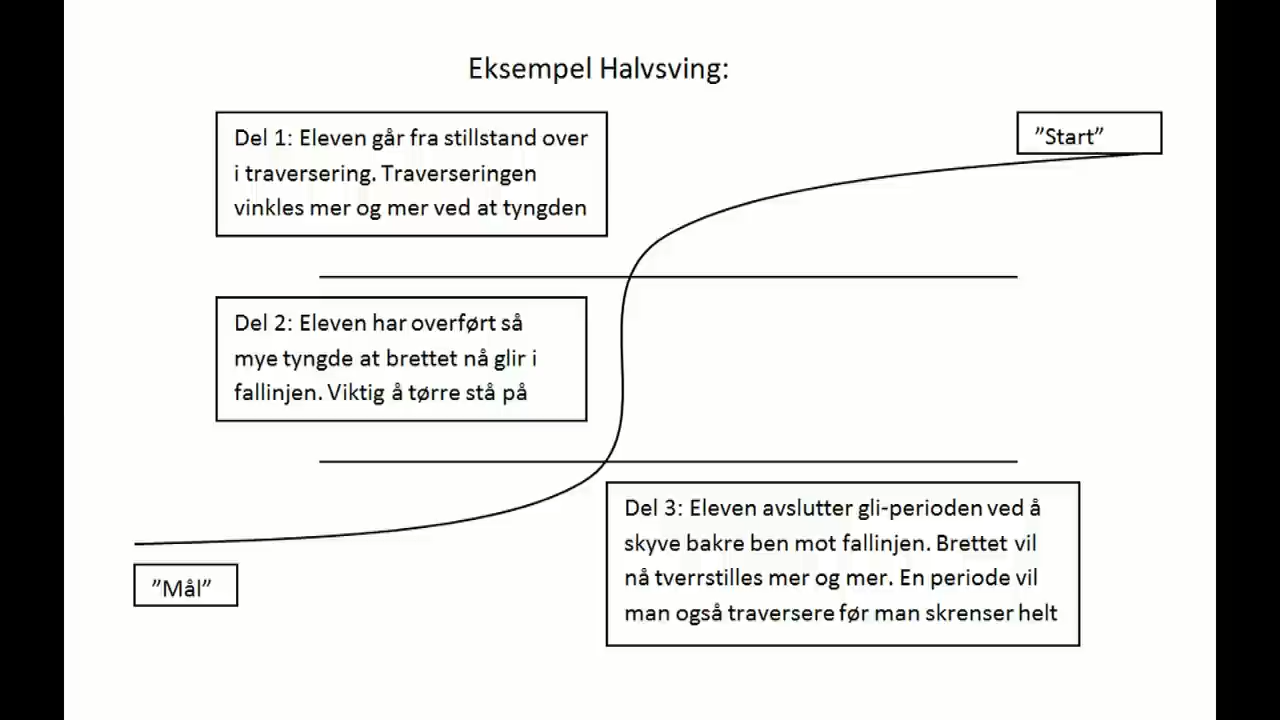 Eksempel Halvsving:
Del 1: Eleven går fra stillstand over
i traversering. Traverseringen
vinkles mer og mer ved at tyngden
”Start”
Del 2: Eleven har overført så
mye tyngde at brettet nå glir i
fallinjen. Viktig å tørre stå på
Del 3: Eleven avslutter gli-perioden ved å
skyve bakre ben mot fallinjen. Brettet vil
nå tverrstilles mer og mer. En periode vil
man også traversere før man skrenser helt
”Mål”